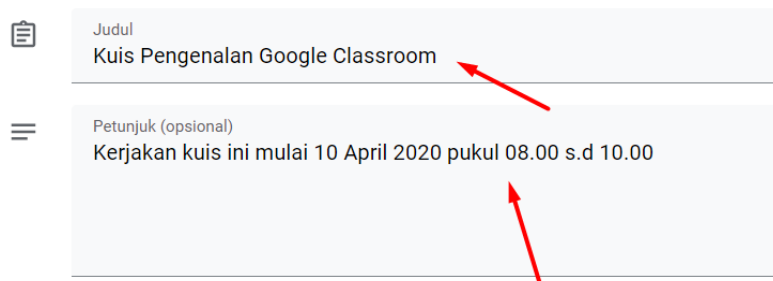 Judul
Kuis Pengenalan Google Classroom
Petunjuk (opsional)
Kerjakan kuis ini mulai 10 April 2020 pukul 08.00 s.d 10.00